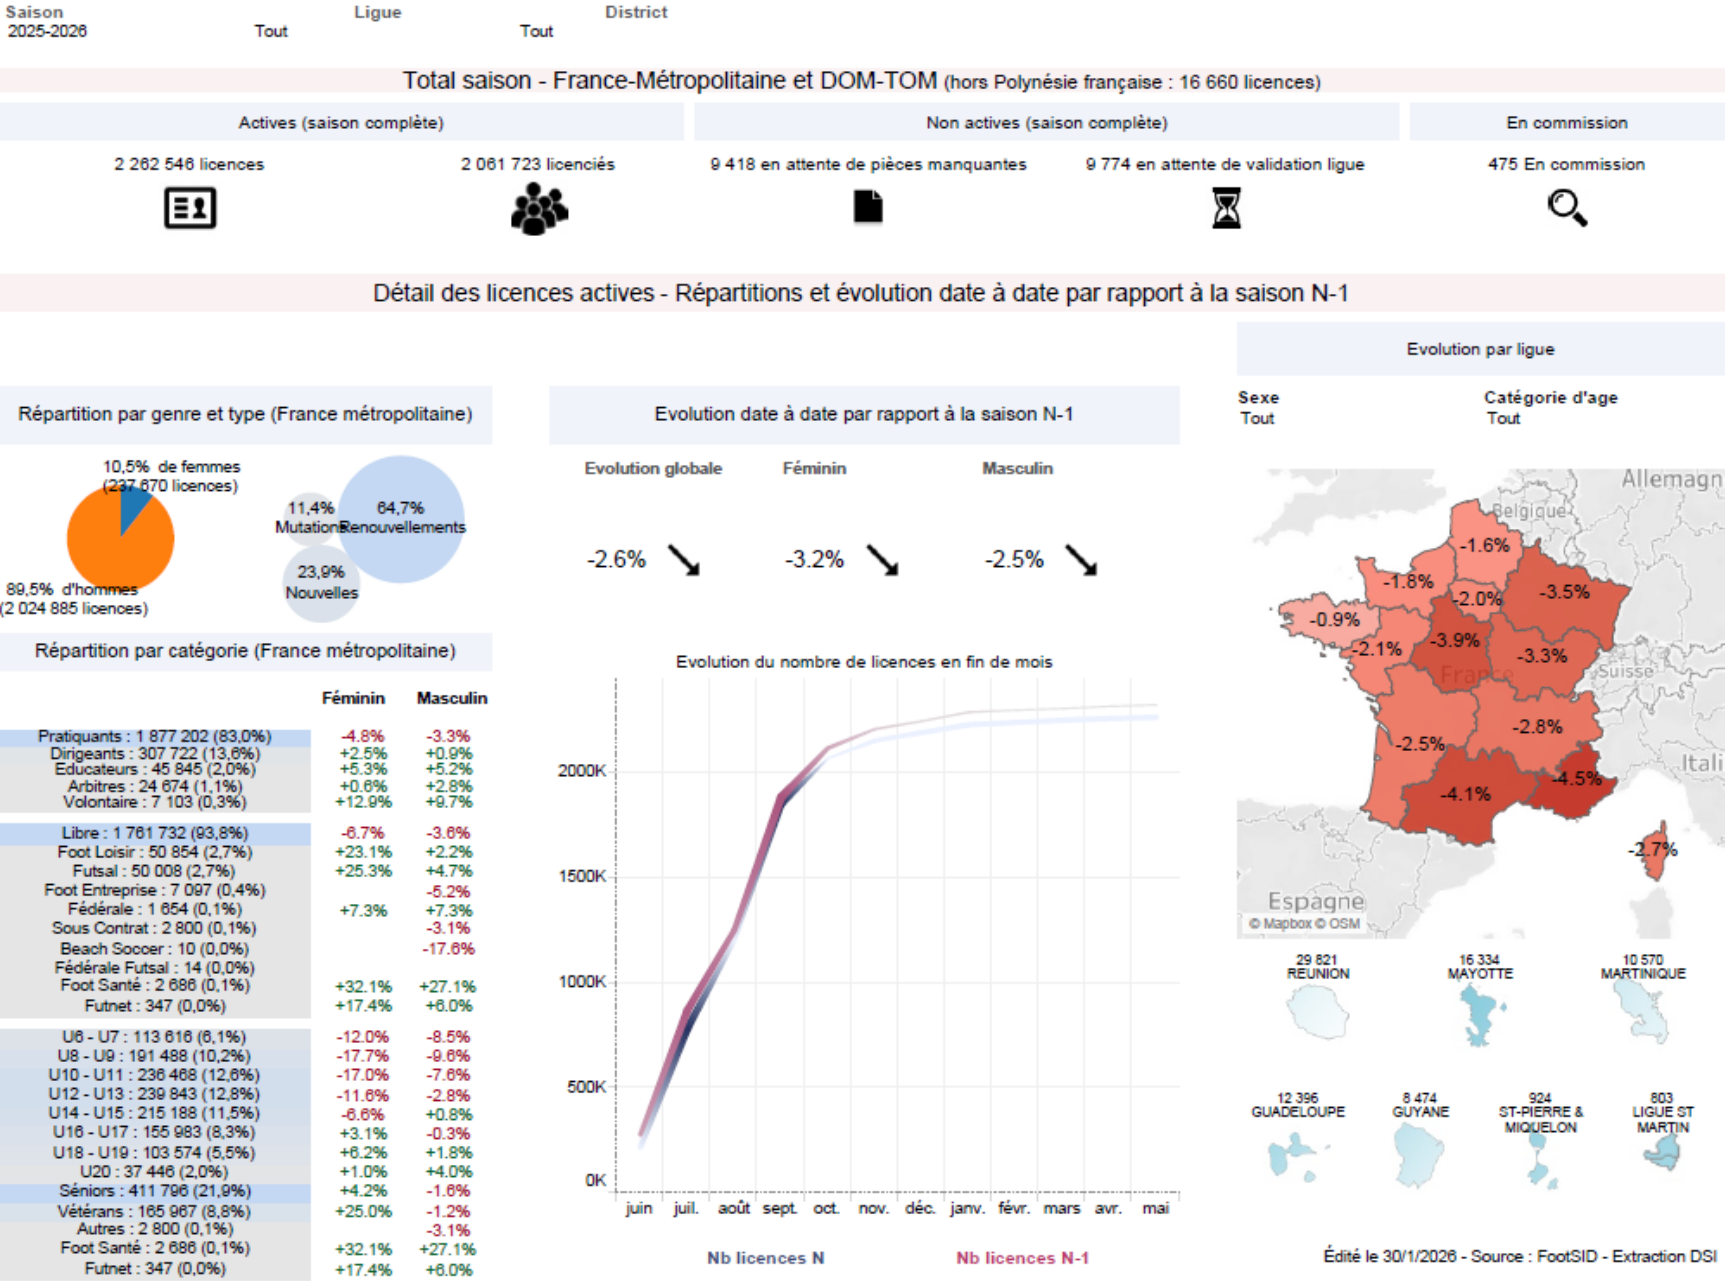 Saison
Ligue
District
2025-2026
Tout
Tout
Total saison - France-Métropolitaine et DOM-TOM (hors Polynésie française : 16 660 licences)
Actives (saison complète)
Non actives (saison complète)
En commission
2 262 546 licences
2 061 723 licenciés
9 418 en attente de pièces manquantes
9 774 en attente de validation ligue
475 En commission
Détail des licences actives - Répartitions et évolution date à date par rapport à la saison N-1
Répartition par genre et type (France métropolitaine)
10,5% de femmes
(237 670 licences)
89,5% d'hommes
(2 024 885 licences)
11,4%
Mutations
64,7%
Renouvellements
23,9%
Nouvelles
Répartition par catégorie (France métropolitaine)
Féminin Masculin
Pratiquants : 1 877 202 (83,0%) -4.8% -3.3%
Dirigeants : 307 722 (13,6%) +2.5% +0.9%
Educateurs : 45 845 (2,0%) +5.3% +5.2%
Arbitres : 24 674 (1,1%) +0.6% +2.8%
Volontaire : 7 103 (0,3%) +12.9% +9.7%
Libre : 1 761 732 (93,8%) -6.7% -3.6%
Foot Loisir : 50 854 (2,7%) +23.1% +2.2%
Futsal : 50 008 (2,7%) +25.3% +4.7%
Foot Entreprise : 7 097 (0,4%) -5.2%
Fédérale : 1 654 (0,1%) +7.3% +7.3%
Sous Contrat : 2 800 (0,1%) -3.1%
Beach Soccer : 10 (0,0%) -17.6%
Fédérale Futsal : 14 (0,0%)
Foot Santé : 2 686 (0,1%) +32.1% +27.1%
Futnet : 347 (0,0%) +17.4% +6.0%
U6 - U7 : 113 616 (6,1%) -12.0% -8.5%
U8 - U9 : 191 488 (10,2%) -17.7% -9.6%
U10 - U11 : 236 468 (12,6%) -17.0% -7.6%
U12 - U13 : 239 843 (12,8%) -11.6% -2.8%
U14 - U15 : 215 188 (11,5%) -6.6% +0.8%
U16 - U17 : 155 983 (8,3%) +3.1% -0.3%
U18 - U19 : 103 574 (5,5%) +6.2% +1.8%
U20 : 37 446 (2,0%) +1.0% +4.0%
Séniors : 411 796 (21,9%) +4.2% -1.6%
Vétérans : 165 967 (8,8%) +25.0% -1.2%
Autres : 2 800 (0,1%) -3.1%
Foot Santé : 2 686 (0,1%) +32.1% +27.1%
Futnet : 347 (0,0%) +17.4% +6.0%
Evolution date à date par rapport à la saison N-1
Evolution globale
Féminin
Masculin
-2.6%
-3.2%
-2.5%
Evolution du nombre de licences en fin de mois
2000K
1500K
1000K
500K
0K
juin juil. août sept. oct. nov. déc. janv. févr. mars avr. mai
Nb licences N
Nb licences N-1
Evolution par ligue
Sexe
Catégorie d'age
Tout
Tout
Allemagn
Belgique
-1.6%
-1.8%
-2.0%
-3.5%
-0.9%
-2.1%
-3.9%
-3.3%
France
Suisse
-2.5%
-2.8%
Itali
-4.1%
-4.5%
-2.7%
Espagne
© Mapbox © OSM
29 821
REUNION
16 334
MAYOTTE
10 570
MARTINIQUE
12 396
GUADELOUPE
8 474
GUYANE
924
ST-PIERRE &
MIQUELON
803
LIGUE ST
MARTIN
Édité le 30/1/2026 - Source : FootSID - Extraction DSI